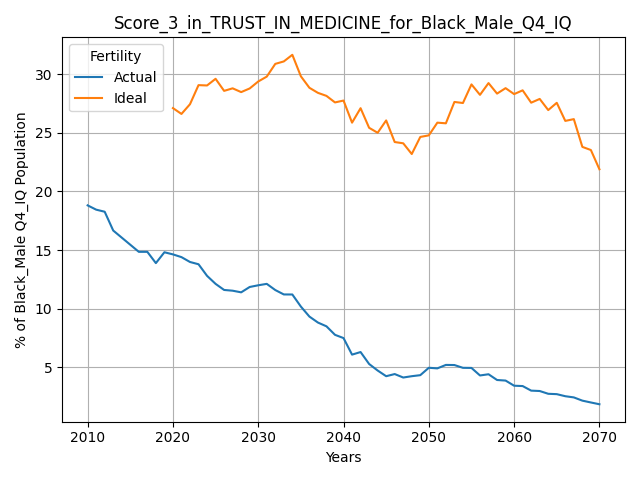 Score_3_in_TRUST_IN_MEDICINE_for_Black_Male_Q4_IQ
Fertility
Actual
Ideal
% of Black_Male Q4_IQ Population
30
25
20
15
10
5
2010 2020 2030 2040 2050 2060 2070
Years